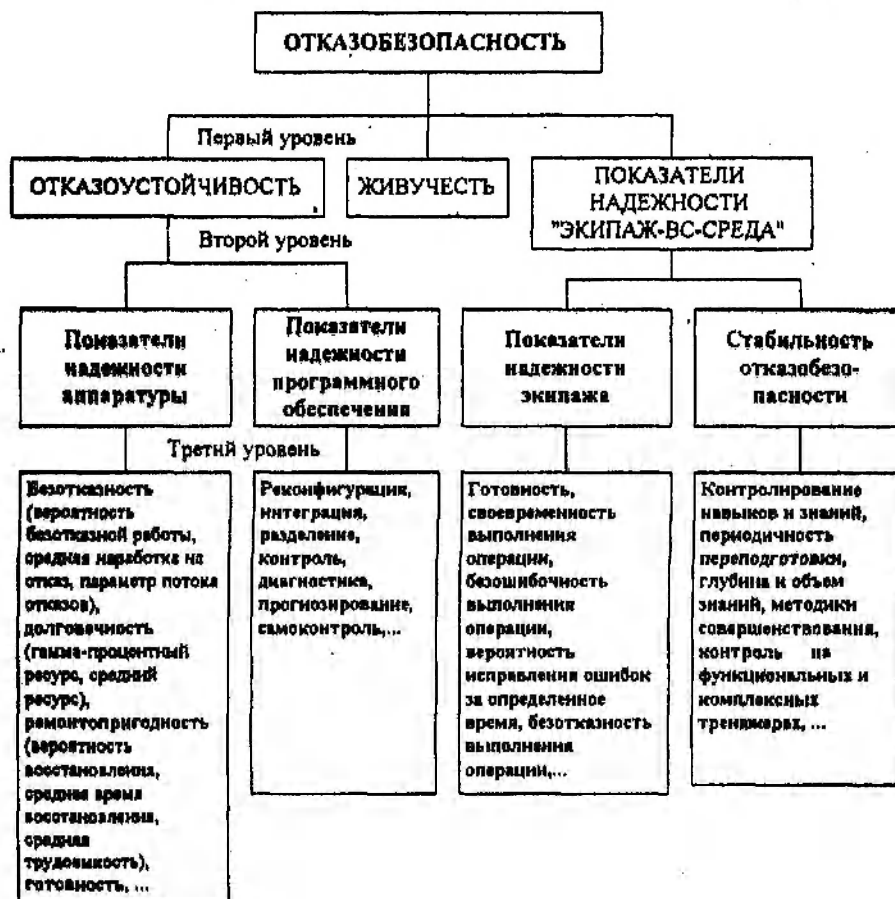 ОТКАЗОБЕЗОПАСНОСТЬ
Первый уровень
ОТКАЗОУСТОЙЧИВОСТЬ
ЖИВУЧЕСТЬ
ПОКАЗАТЕЛИ
НАДЕЖНОСТИ
"ЭКИПАЖ-ВС-СРЕДА"
Второй уровень
Показатели
надежности
аппаратуры
Показатели
надежности
программного
обеспечения
Показатели
надежности
экипажа
Стабильность
отказобезо-
пасности
Третий уровень
Безотказность
(вероятность
безотказной работы,
средняя наработка на
отказ, параметр потока
отказов),
долговечность
(гамма-процентный
ресурс, средний
ресурс),
ремонтопригодность
(вероятность
восстановления,
среднее время
восстановления,
средняя
трудоемкость),
готовность, ...
Реконфигурация,
интеграция,
разделение,
контроль,
диагностика,
прогнозирование,
самоконтроль,...
Готовность,
своевременность
выполнения
операции,
безошибочность
выполнения
операции,
вероятность
исправления ошибок
за определенное
время, безотказность
выполнения
операции,...
Контролирование
навыков и знаний,
периодичность
переподготовки,
глубина и объем
знаний, методики
совершенствования,
контроль на
функциональных и
комплексных
тренажерах, ...